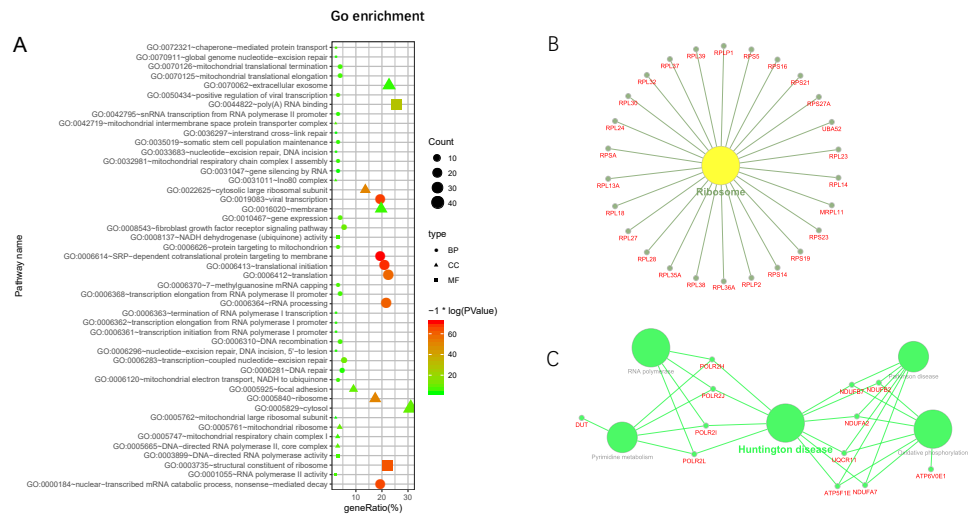 Go enrichment
A
Pathway name
GO:0072321~chaperone−mediated protein transport
GO:0070911~global genome nucleotide−excision repair
GO:0070126~mitochondrial translational termination
GO:0070125~mitochondrial translational elongation
GO:0070062~extracellular exosome
GO:0050434~positive regulation of viral transcription
GO:0044822~poly(A) RNA binding
GO:0042795~snRNA transcription from RNA polymerase II promoter
GO:0042719~mitochondrial intermembrane space protein transporter complex
GO:0036297~interstrand cross−link repair
GO:0035019~somatic stem cell population maintenance
GO:0033683~nucleotide−excision repair, DNA incision
GO:0032981~mitochondrial respiratory chain complex I assembly
GO:0031047~gene silencing by RNA
GO:0031011~Ino80 complex
GO:0022625~cytosolic large ribosomal subunit
GO:0019083~viral transcription
GO:0016020~membrane
GO:0010467~gene expression
GO:0008543~fibroblast growth factor receptor signaling pathway
GO:0008137~NADH dehydrogenase (ubiquinone) activity
GO:0006626~protein targeting to mitochondrion
GO:0006614~SRP−dependent cotranslational protein targeting to membrane
GO:0006413~translational initiation
GO:0006412~translation
GO:0006370~7−methylguanosine mRNA capping
GO:0006368~transcription elongation from RNA polymerase II promoter
GO:0006364~rRNA processing
GO:0006363~termination of RNA polymerase I transcription
GO:0006362~transcription elongation from RNA polymerase I promoter
GO:0006361~transcription initiation from RNA polymerase I promoter
GO:0006310~DNA recombination
GO:0006296~nucleotide−excision repair, DNA incision, 5'−to lesion
GO:0006283~transcription−coupled nucleotide−excision repair
GO:0006281~DNA repair
GO:0006120~mitochondrial electron transport, NADH to ubiquinone
GO:0005925~focal adhesion
GO:0005840~ribosome
GO:0005829~cytosol
GO:0005762~mitochondrial large ribosomal subunit
GO:0005761~mitochondrial ribosome
GO:0005747~mitochondrial respiratory chain complex I
GO:0005665~DNA−directed RNA polymerase II, core complex
GO:0003899~DNA−directed RNA polymerase activity
GO:0003735~structural constituent of ribosome
GO:0001055~RNA polymerase II activity
GO:0000184~nuclear−transcribed mRNA catabolic process, nonsense−mediated decay
10 20 30
geneRatio(%)
Count
10
20
30
40
type
BP
CC
MF
−1 * log(PValue)
60
40
20
B
RPLP1
RPL39
RPS5
RPL37
RPS16
RPL32
RPS21
RPL30
RPS27A
RPL24
UBA52
RPSA
RPL23
Ribosome
RPL13A
RPL14
RPL18
MRPL11
RPL27
RPS23
RPL28
RPS19
RPL35A
RPS14
RPL38
RPLP2
RPL36A
C
RNA polymerase
POLR2H
Parkinson disease
NDUFB7
NDUFB2
POLR2J
DUT
NDUFA2
POLR2I
Huntington disease
Oxidative phosphorylation
Pyrimidine metabolism
POLR2L
UQCR11
ATP6V0E1
ATP5F1E
NDUFA7